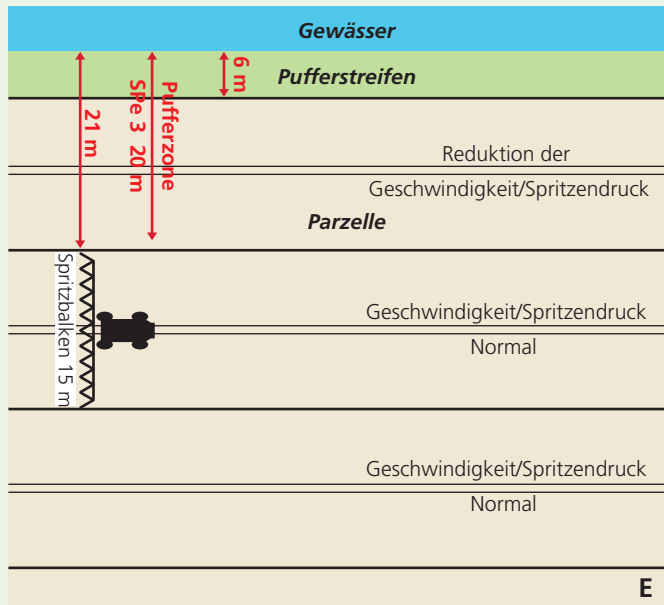 Gewässer
Pufferstreifen
6 m
Pufferzone
SPe 3 20 m
21 m
Reduktion der
Geschwindigkeit/Spritzendruck
Parzelle
Spritzbalken 15 m
Geschwindigkeit/Spritzendruck
Normal
Geschwindigkeit/Spritzendruck
Normal
E